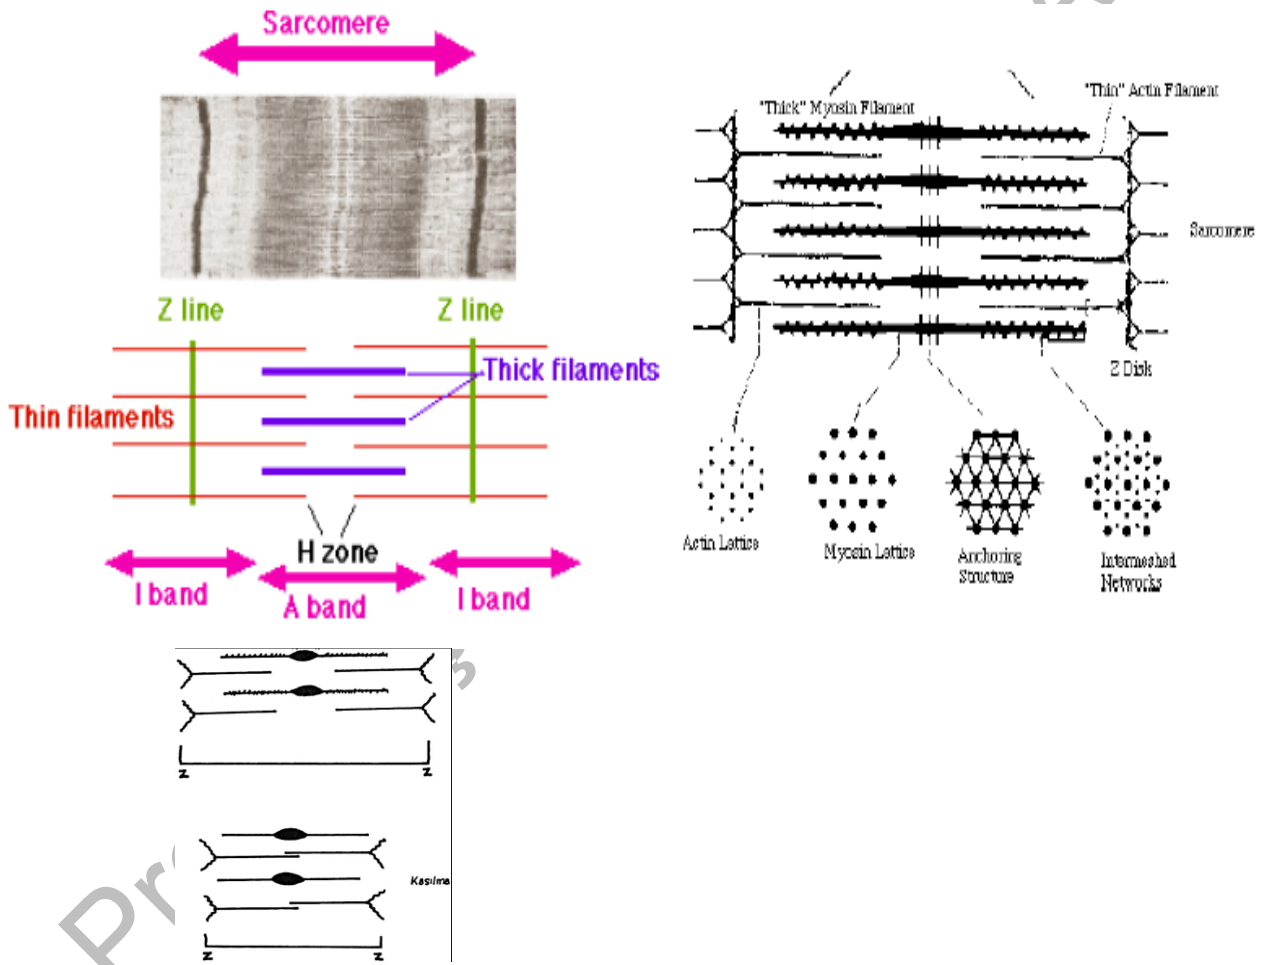 Sarcomere
Z line
Z line
Thick filaments
Thin filaments
H zone
I band
A band
I band
"Thick" Myosin Filament
"Thin" Actin Filament
Sarcomere
Z Disk
Actin Lattice
Myosin Lattice
Anchoring
Structure
Intermeshed
Networks
Z
Z
Kasılma
Z
Z
Pr
s